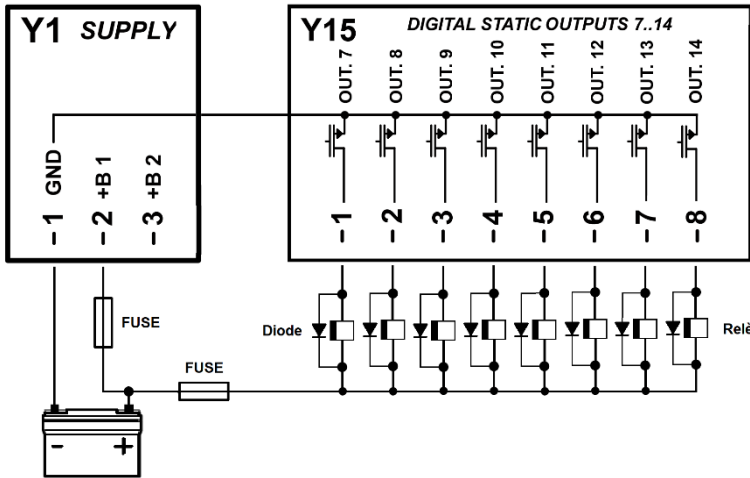 Y1 SUPPLY
Y15 DIGITAL STATIC OUTPUTS 7..14
OUT. 7
OUT. 8
OUT. 9
OUT. 10
OUT. 11
OUT. 12
OUT. 13
OUT. 14
GND
+B 1
+B 2
1
2
3
1
2
3
4
5
6
7
8
FUSE
Diode
Relè
FUSE
- +